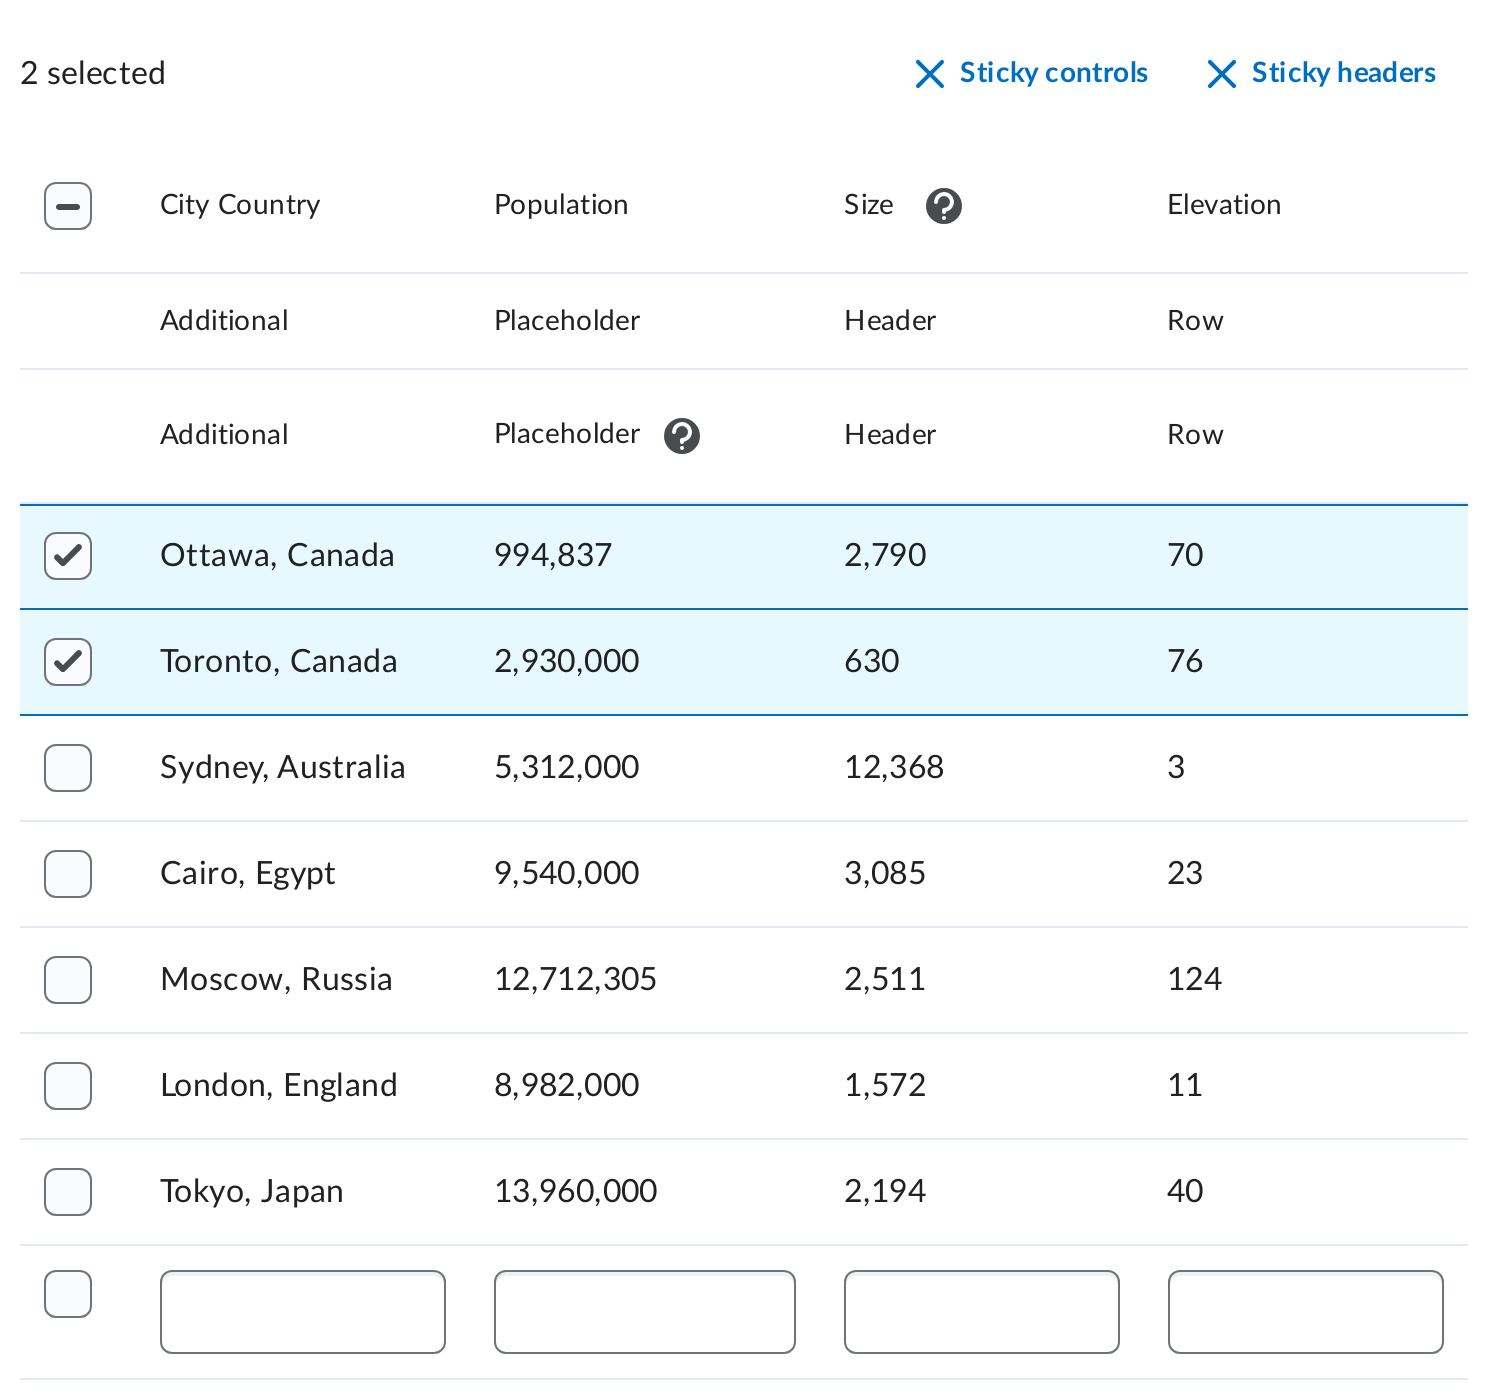 2 selected Sticky controls Sticky headers
City Country Population Size ? Elevation
Additional Placeholder Header Row
Additional Placeholder ? Header Row
Ottawa, Canada 994,837 2,790 70
Toronto, Canada 2,930,000 630 76
Sydney, Australia 5,312,000 12,368 3
Cairo, Egypt 9,540,000 3,085 23
Moscow, Russia 12,712,305 2,511 124
London, England 8,982,000 1,572 11
Tokyo, Japan 13,960,000 2,194 40